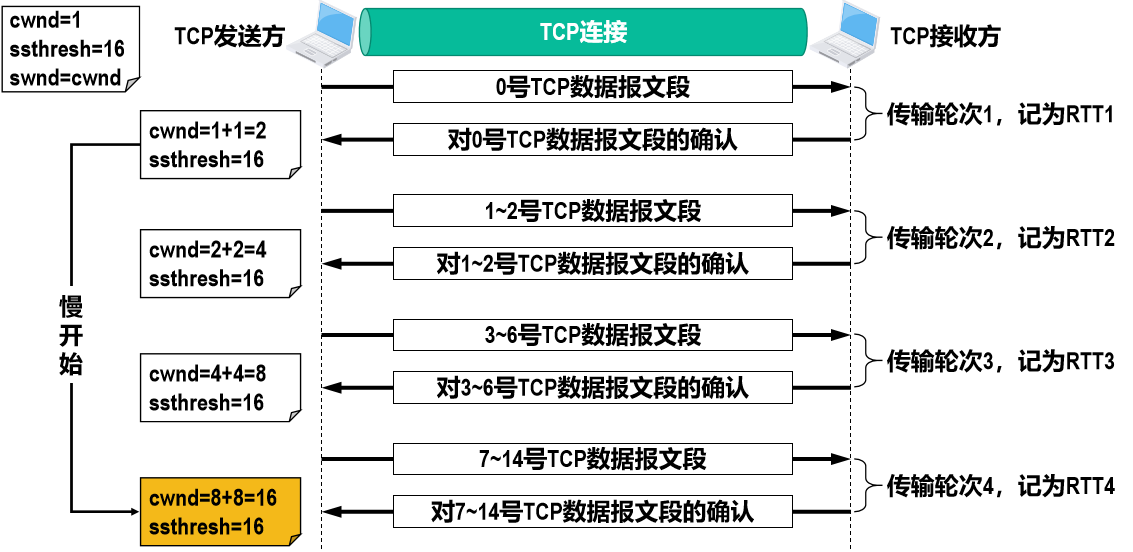 cwnd=1
ssthresh=16
swnd=cwnd
TCP发送方
TCP连接
TCP接收方
0号TCP数据报文段
传输轮次1，记为RTT1
cwnd=1+1=2
ssthresh=16
对0号TCP数据报文段的确认
1~2号TCP数据报文段
传输轮次2，记为RTT2
cwnd=2+2=4
ssthresh=16
对1~2号TCP数据报文段的确认
慢开始
3~6号TCP数据报文段
传输轮次3，记为RTT3
cwnd=4+4=8
ssthresh=16
对3~6号TCP数据报文段的确认
7~14号TCP数据报文段
传输轮次4，记为RTT4
cwnd=8+8=16
ssthresh=16
对7~14号TCP数据报文段的确认